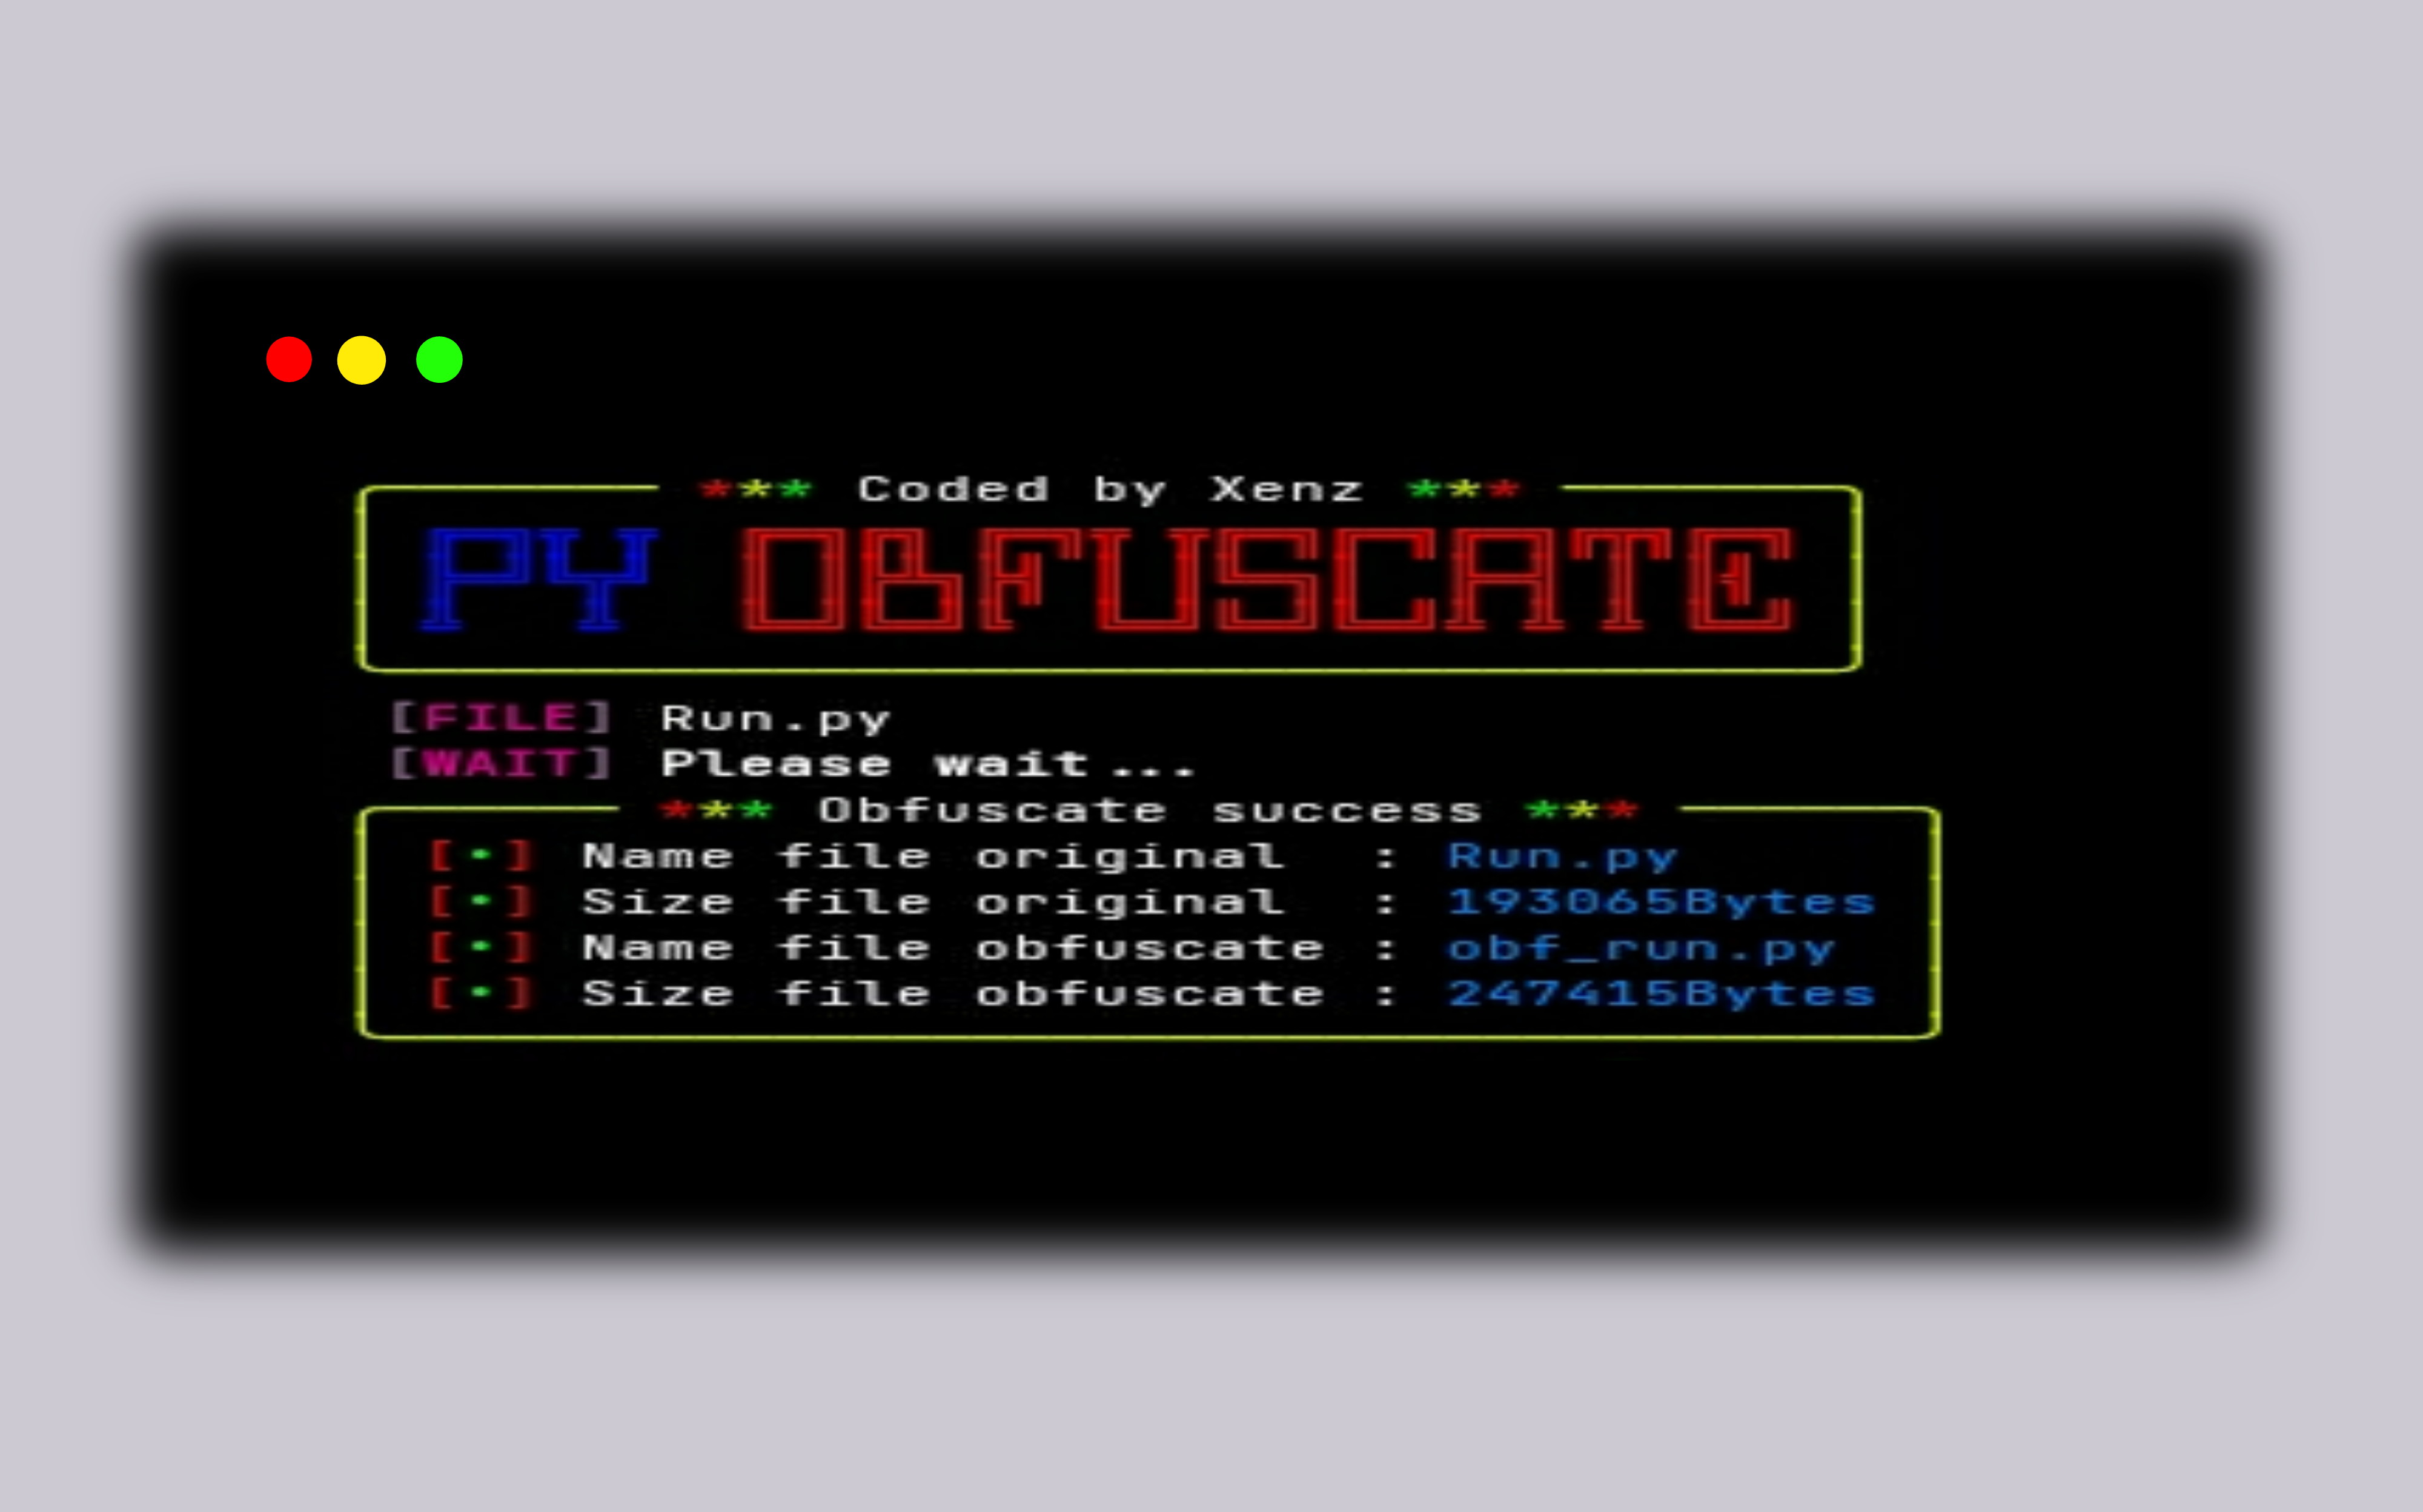 *** Coded by Xenz ***
PY OBFUSCATE
[FILE] Run.py
[WAIT] Please wait...
*** Obfuscate success ***
[•] Name file original : Run.py
[•] Size file original : 193065Bytes
[•] Name file obfuscate : obf_run.py
[•] Size file obfuscate : 247415Bytes